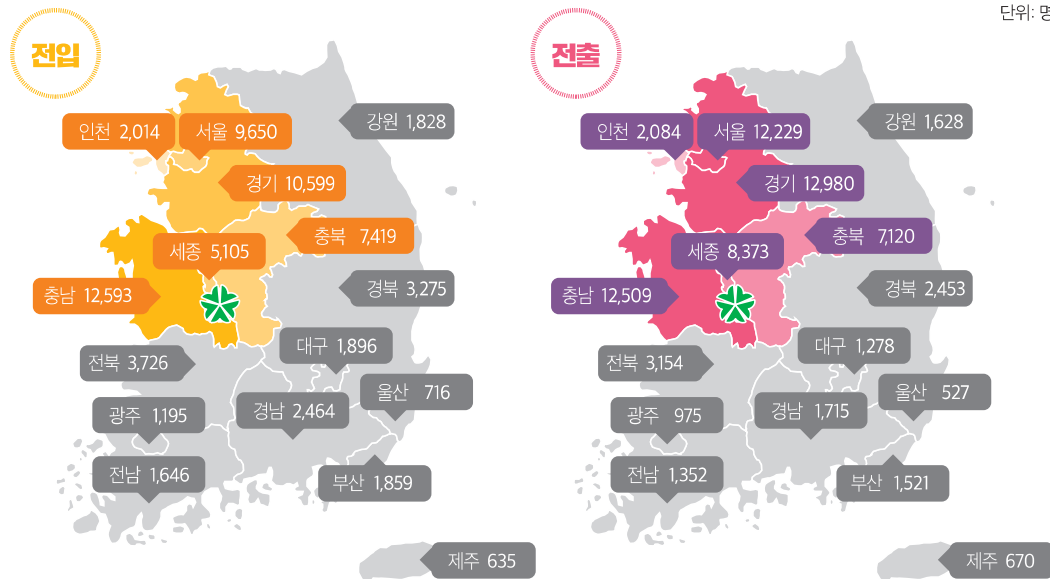 단위: 명
전입
인천 2,014
서울 9,650
강원 1,828
경기 10,599
충북 7,419
세종 5,105
충남 12,593
경북 3,275
대구 1,896
전북 3,726
울산 716
경남 2,464
광주 1,195
전남 1,646
부산 1,859
제주 635
전출
인천 2,084
서울 12,229
강원 1,628
경기 12,980
충북 7,120
세종 8,373
충남 12,509
경북 2,453
대구 1,278
전북 3,154
울산 527
경남 1,715
광주 975
전남 1,352
부산 1,521
제주 670